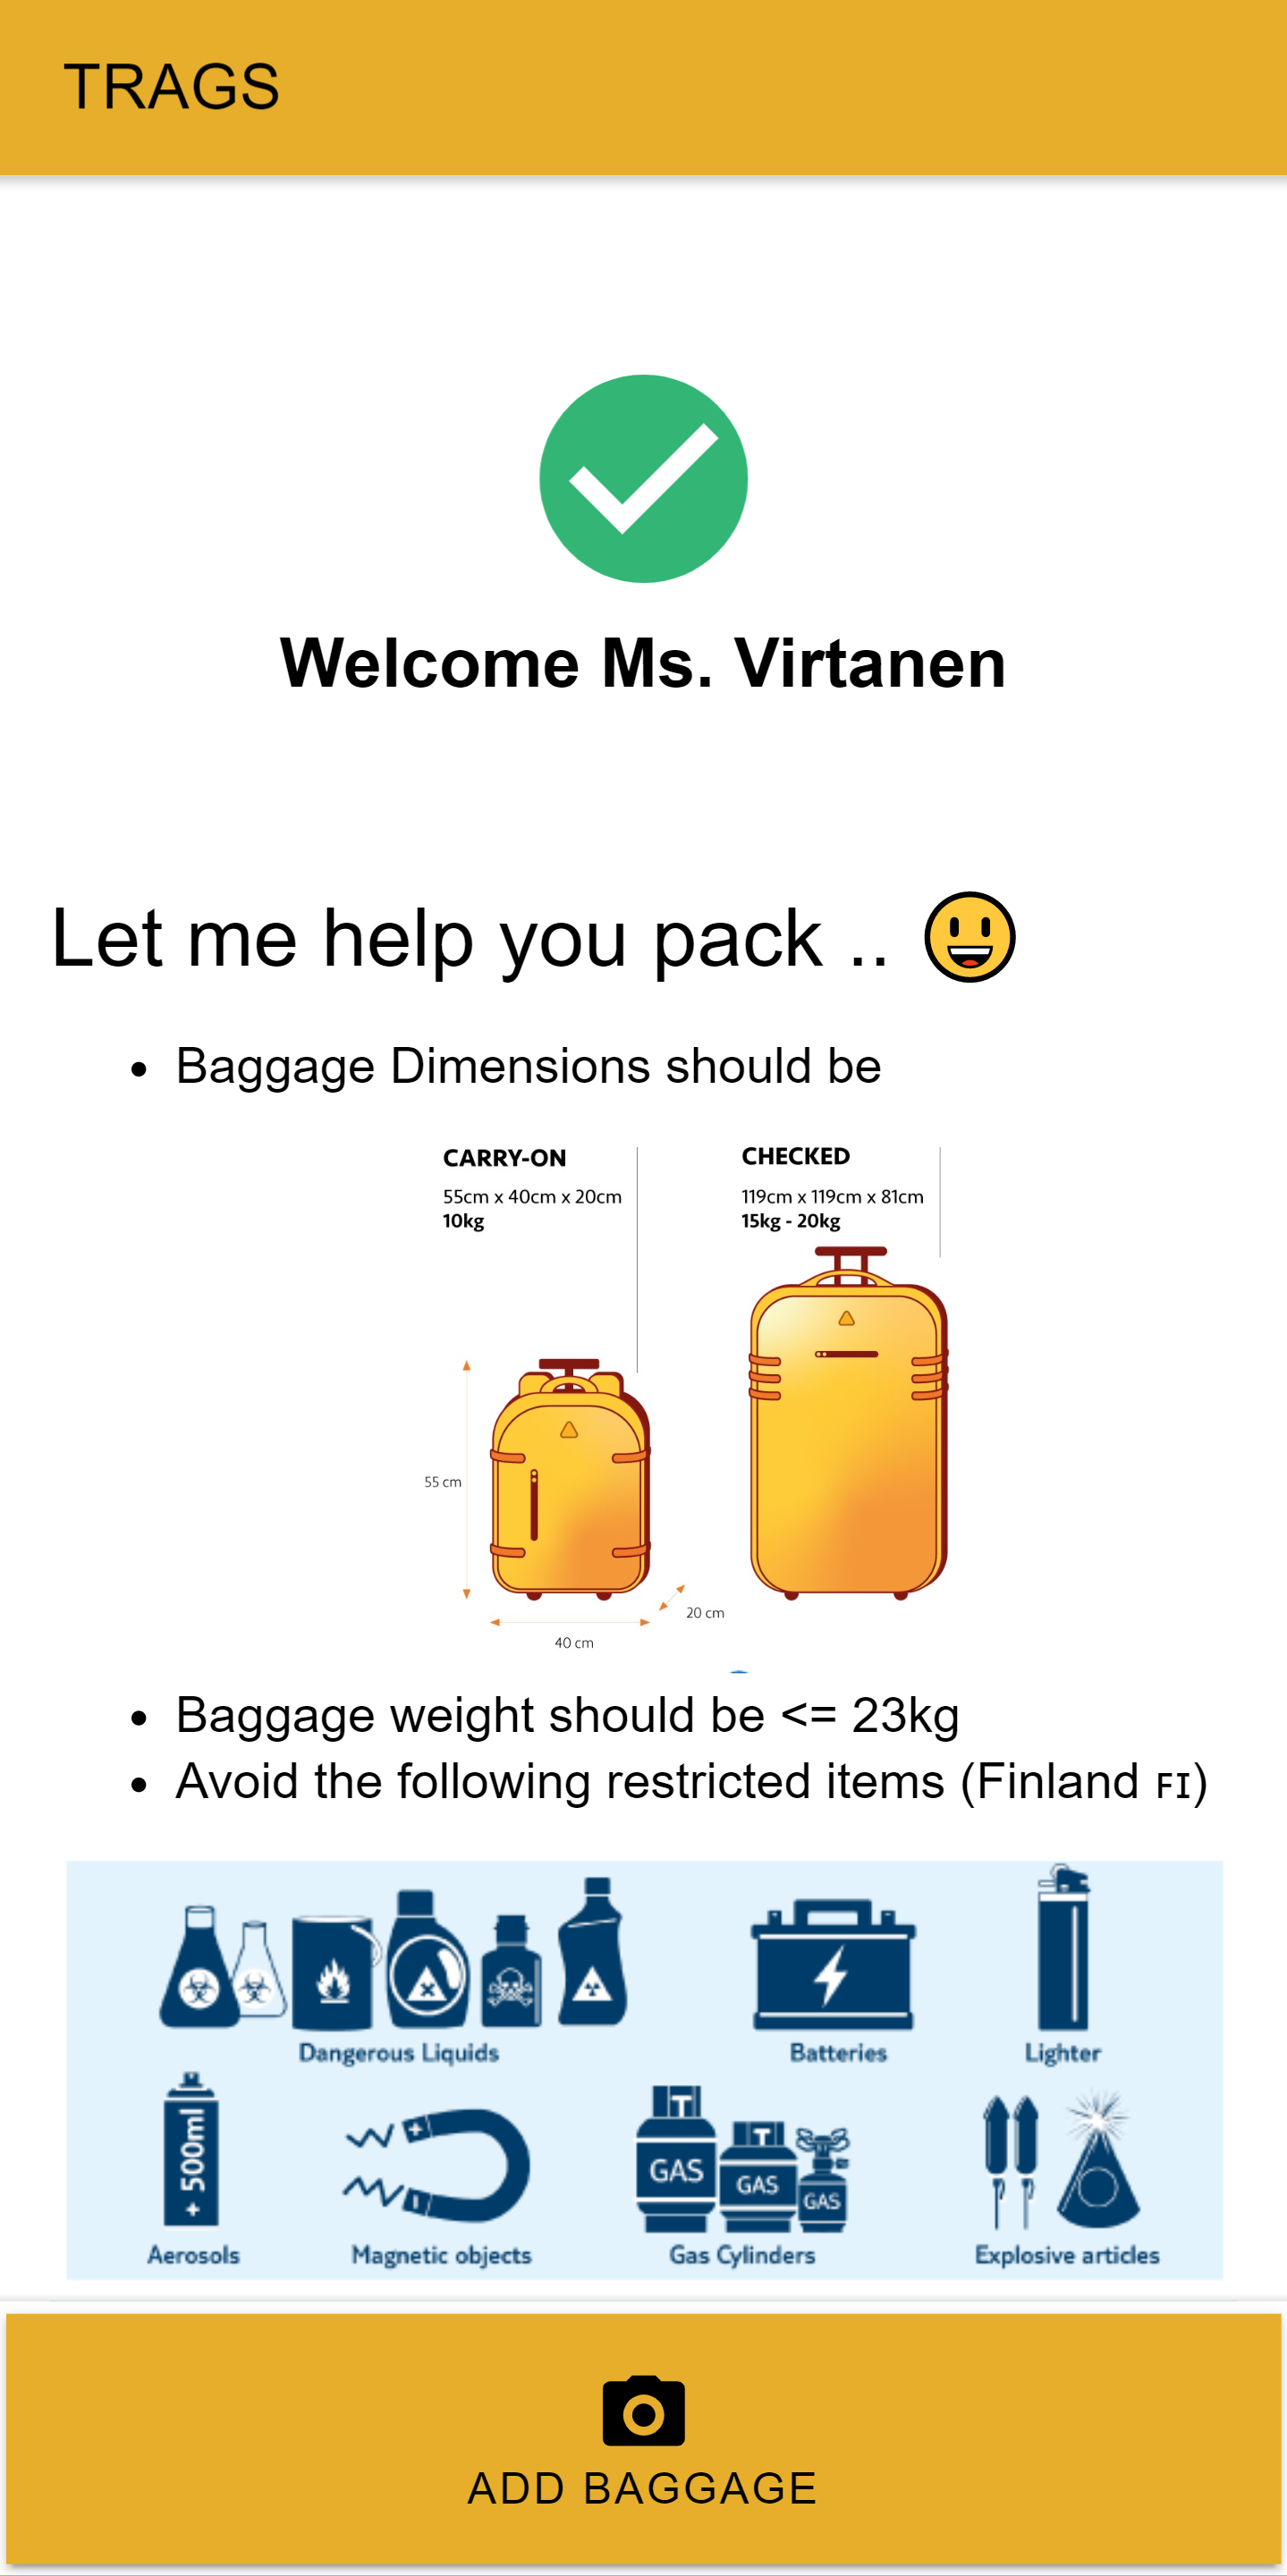 TRAGS
Welcome Ms. Virtanen
Let me help you pack ..
Baggage Dimensions should be
CARRY-ON
55cm x 40cm x 20cm
10kg
CHECKED
119cm x 119cm x 81cm
15kg - 20kg
55 cm
20 cm
40 cm
Baggage weight should be <= 23kg
Avoid the following restricted items (Finland FI)
Dangerous Liquids
Batteries
Lighter
+ 500ml
GAS
GAS
GAS
Aerosols
Magnetic objects
Gas Cylinders
Explosive articles
ADD BAGGAGE